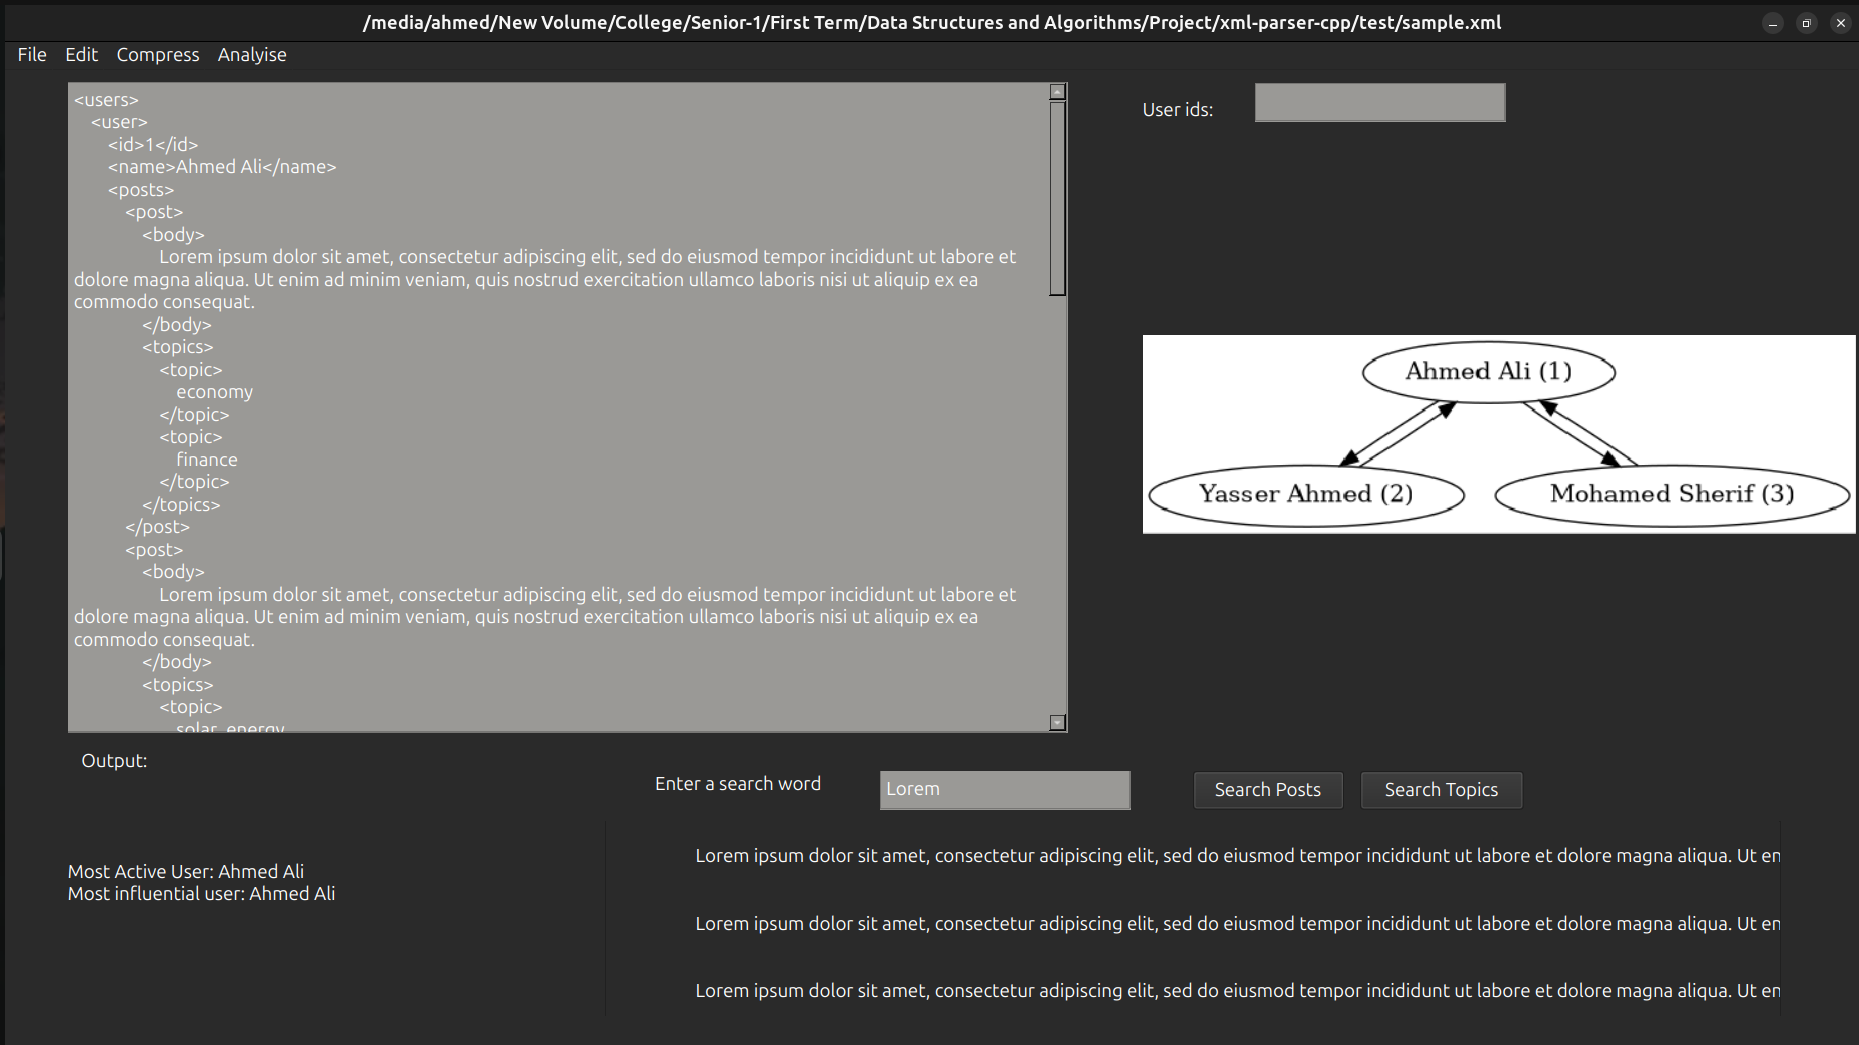 /media/ahmed/New Volume/College/Senior-1/First Term/Data Structures and Algorithms/Project/xml-parser-cpp/test/sample.xml
File Edit Compress Analyise
<users>
<user>
<id>1</id>
<name>Ahmed Ali</name>
<posts>
<post>
<body>
Lorem ipsum dolor sit amet, consectetur adipiscing elit, sed do eiusmod tempor incididunt ut labore et
dolore magna aliqua. Ut enim ad minim veniam, quis nostrud exercitation ullamco laboris nisi ut aliquip ex ea
commodo consequat.
</body>
<topics>
<topic>
economy
</topic>
<topic>
finance
</topic>
</topics>
</post>
<post>
<body>
Lorem ipsum dolor sit amet, consectetur adipiscing elit, sed do eiusmod tempor incididunt ut labore et
dolore magna aliqua. Ut enim ad minim veniam, quis nostrud exercitation ullamco laboris nisi ut aliquip ex ea
commodo consequat.
</body>
<topics>
<topic>
solar_energy
User ids:
Ahmed Ali (1)
Yasser Ahmed (2)
Mohamed Sherif (3)
Output:
Enter a search word
Lorem
Search Posts
Search Topics
Most Active User: Ahmed Ali
Most influential user: Ahmed Ali
Lorem ipsum dolor sit amet, consectetur adipiscing elit, sed do eiusmod tempor incididunt ut labore et dolore magna aliqua. Ut en
Lorem ipsum dolor sit amet, consectetur adipiscing elit, sed do eiusmod tempor incididunt ut labore et dolore magna aliqua. Ut en
Lorem ipsum dolor sit amet, consectetur adipiscing elit, sed do eiusmod tempor incididunt ut labore et dolore magna aliqua. Ut en